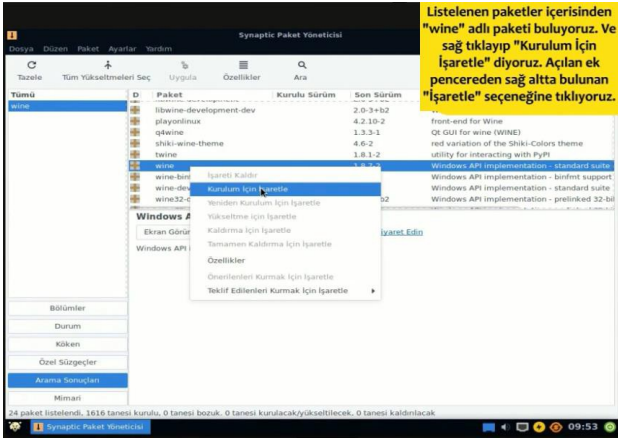 Listelenen paketler içerisinden
"wine" adlı paketi buluyoruz. Ve
sağ tıklayıp "Kurulum İçin
İşaretle" diyoruz. Açılan ek
pencereden sağ altta bulunan
"İşaretle" seçeneğine tıklıyoruz.
Synaptic Paket Yöneticisi
Dosya Düzen Paket Ayarlar Yardım
Tazele Tüm Yükseltmeleri Seç Uygula Özellikler Ara
Tümü
wine
D Paket Kurulu Sürüm Son Sürüm
libwine-development-dev 2.0-3+b2
playonlinux 4.2.10-2 front-end for Wine
q4wine 1.3.3-1 Qt GUI for wine (WINE)
shiki-wine-theme 4.6-2 red variation of the Shiki-Colors theme
twine 1.8.1-2 utility for interacting with PyPI
wine Windows API implementation - standard suite
Windows API implementation - binfmt support
Windows API implementation - standard suite
Windows API implementation - prelinked 32-bil
İşareti Kaldır
Kurulum İçin İşaretle
Yeniden Kurulum İçin İşaretle
Yükseltme için İşaretle
Kaldırma İçin İşaretle
Tamamen Kaldırma İçin İşaretle
Özellikler
Önerilenleri Kurmak İçin İşaretle
Teklif Edilenleri Kurmak İçin İşaretle
Windows A
Ekran Görür
iyaret Edin
Windows API
Bölümler
Durum
Köken
Özel Süzgeçler
Arama Sonuçları
Mimari
24 paket listelendi, 1616 tanesi kurulu, 0 tanesi bozuk. 0 tanesi kurulacak/yükseltilecek, 0 tanesi kaldırılacak
Synaptic Paket Yöneticisi
09:53